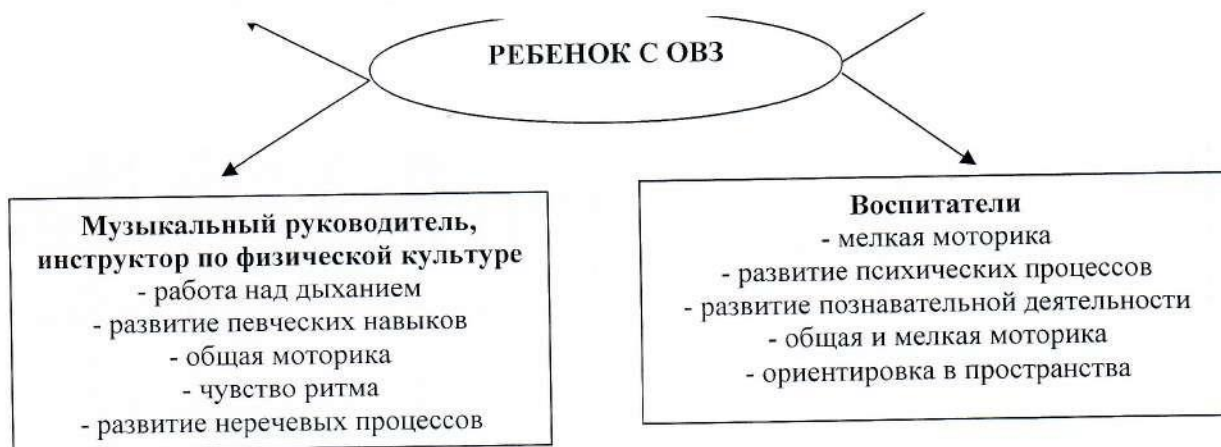 РЕБЕНОК С ОВЗ
Музыкальный руководитель,
инструктор по физической культуре
- работа над дыханием
- развитие певческих навыков
- общая моторика
- чувство ритма
- развитие неречевых процессов
Воспитатели
- мелкая моторика
- развитие психических процессов
- развитие познавательной деятельности
- общая и мелкая моторика
- ориентировка в пространства